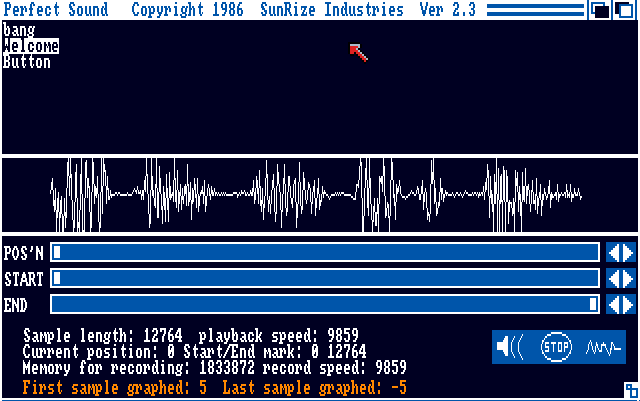 Perfect Sound   Copyright 1986  SunRize Industries  Ver 2.3
bang
Welcome
Button
POS'N
START
END
Sample length: 12764  playback speed: 9859
STOP
Current position: 0 Start/End mark: 0 12764
Memory for recording: 1833872 record speed: 9859
First sample graphed: 5  Last sample graphed: -5